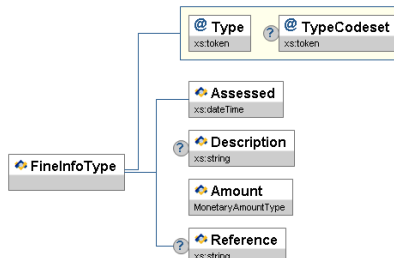 @ Type
xs:token
? @ TypeCodeset
xs:token
Assessed
xs:dateTime
? Description
xs:string
FineInfoType
Amount
MonetaryAmountType
? Reference
xs:string